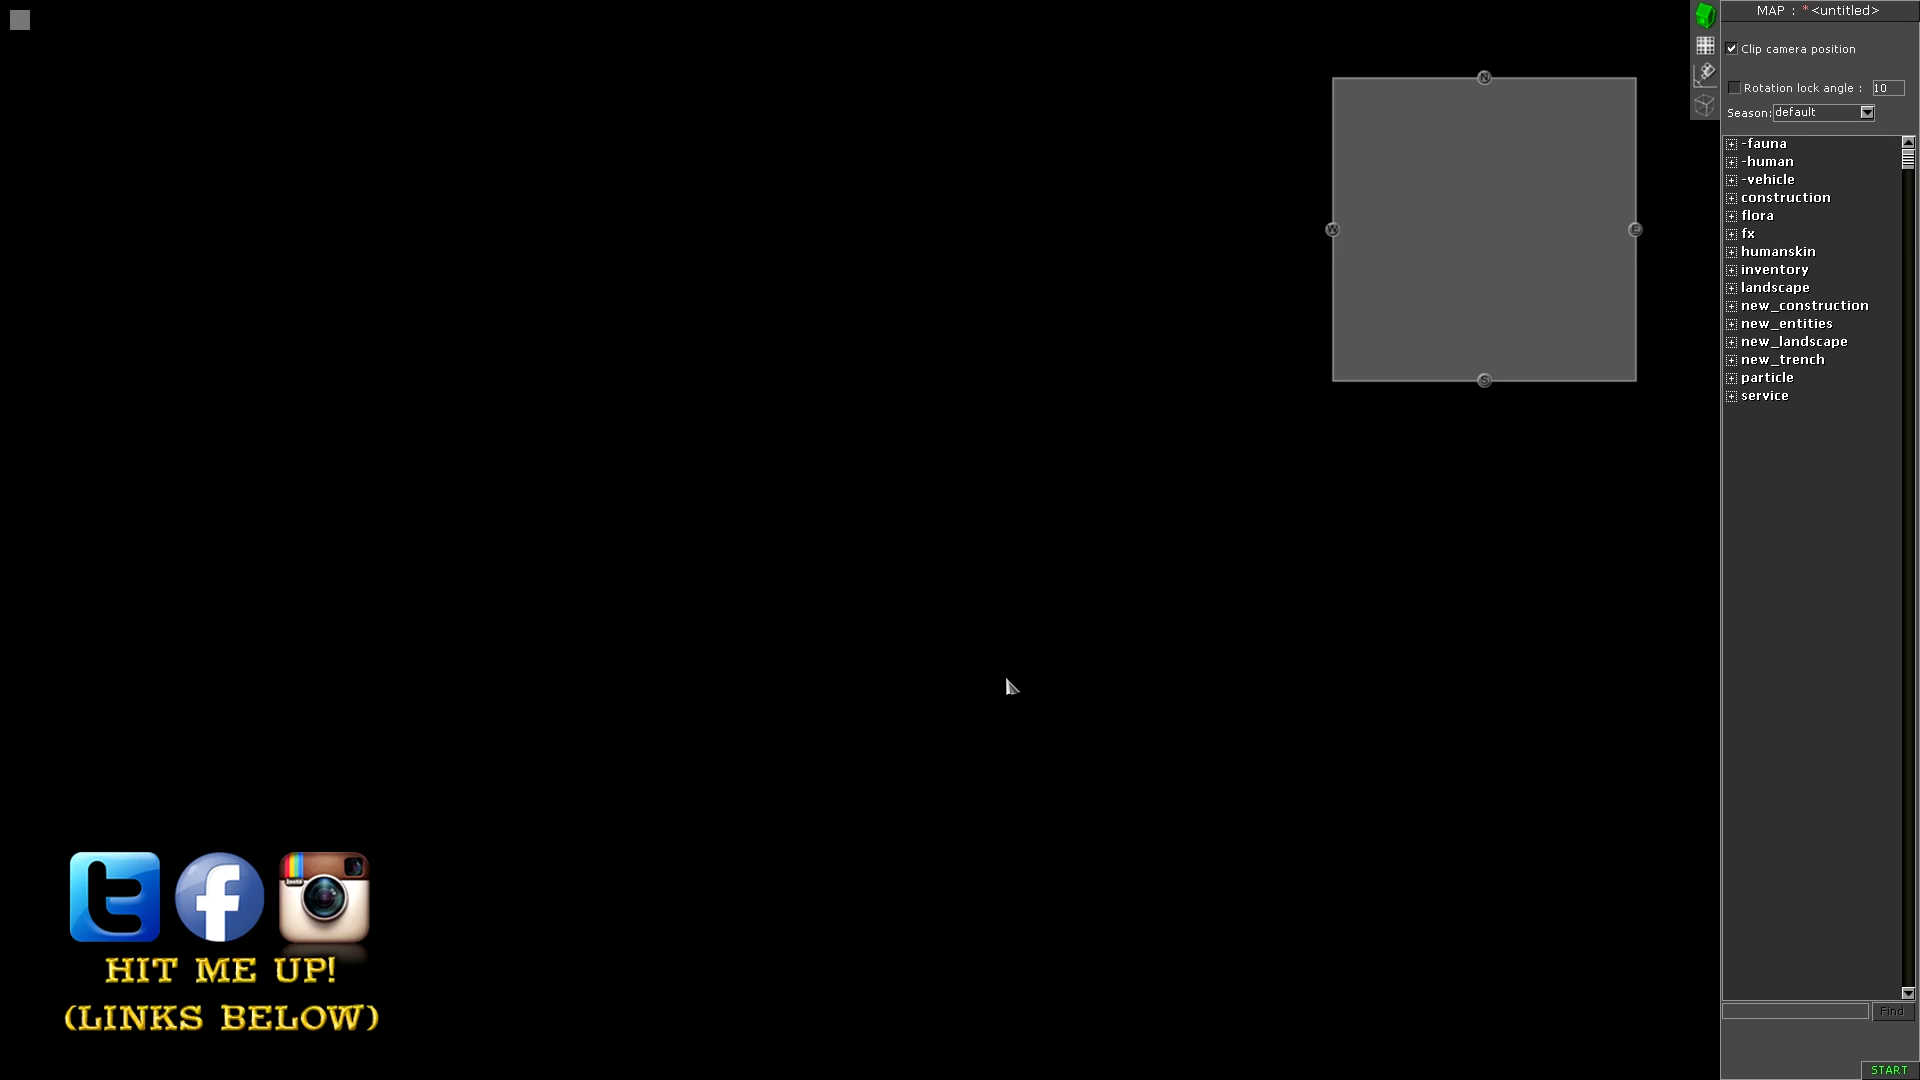 MAP : *<untitled>
Clip camera position
Rotation lock angle : 10
Season: default
-fauna
-human
-vehicle
construction
flora
fx
humanskin
inventory
landscape
new_construction
new_entities
new_landscape
new_trench
particle
service
Find
START
N
W
E
S
HIT ME UP!
(LINKS BELOW)